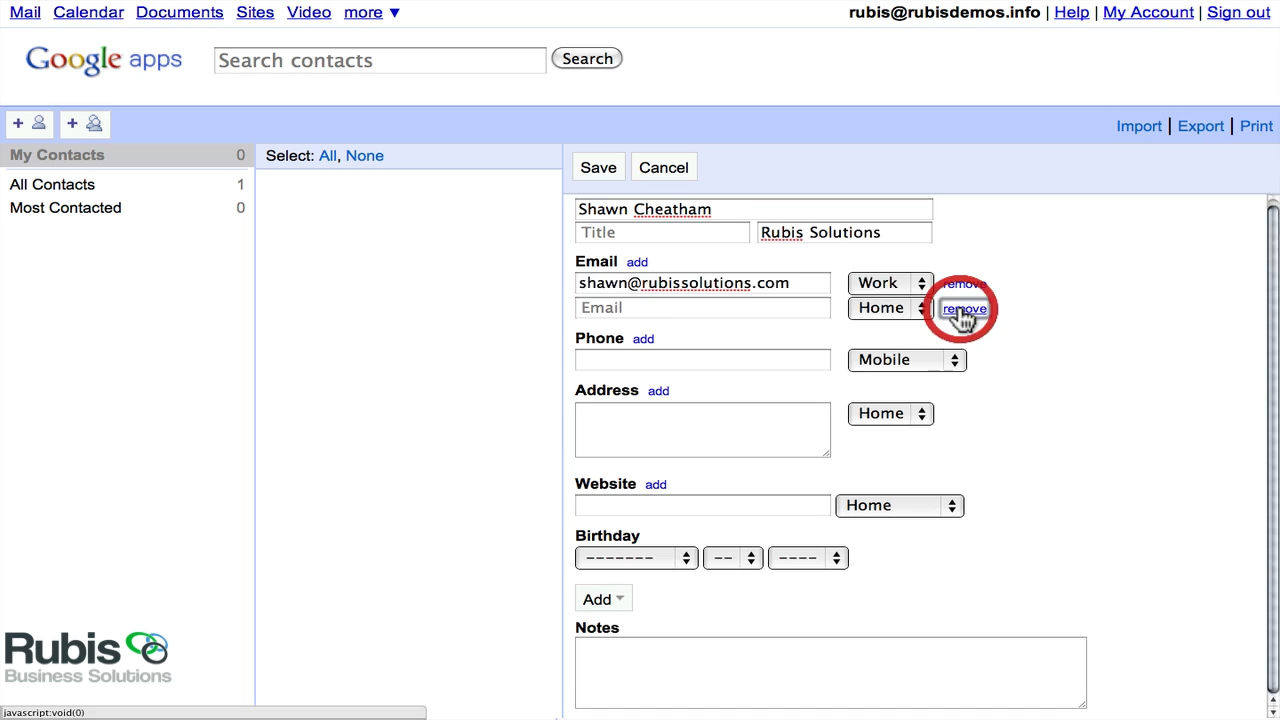 Mail Calendar Documents Sites Video more ▼ rubis@rubisdemos.info | Help | My Account | Sign out
Google apps Search contacts Search
+ + Import | Export | Print
My Contacts 0
Select: All, None
Save Cancel
All Contacts 1
Most Contacted 0
Shawn Cheatham
Title Rubis Solutions
Email add
shawn@rubissolutions.com Work remove
Email Home remove
Phone add
Mobile
Address add
Home
Website add
Home
Birthday
------- -- ----
Add
Notes
Rubis
Business Solutions
javascript:void(0)